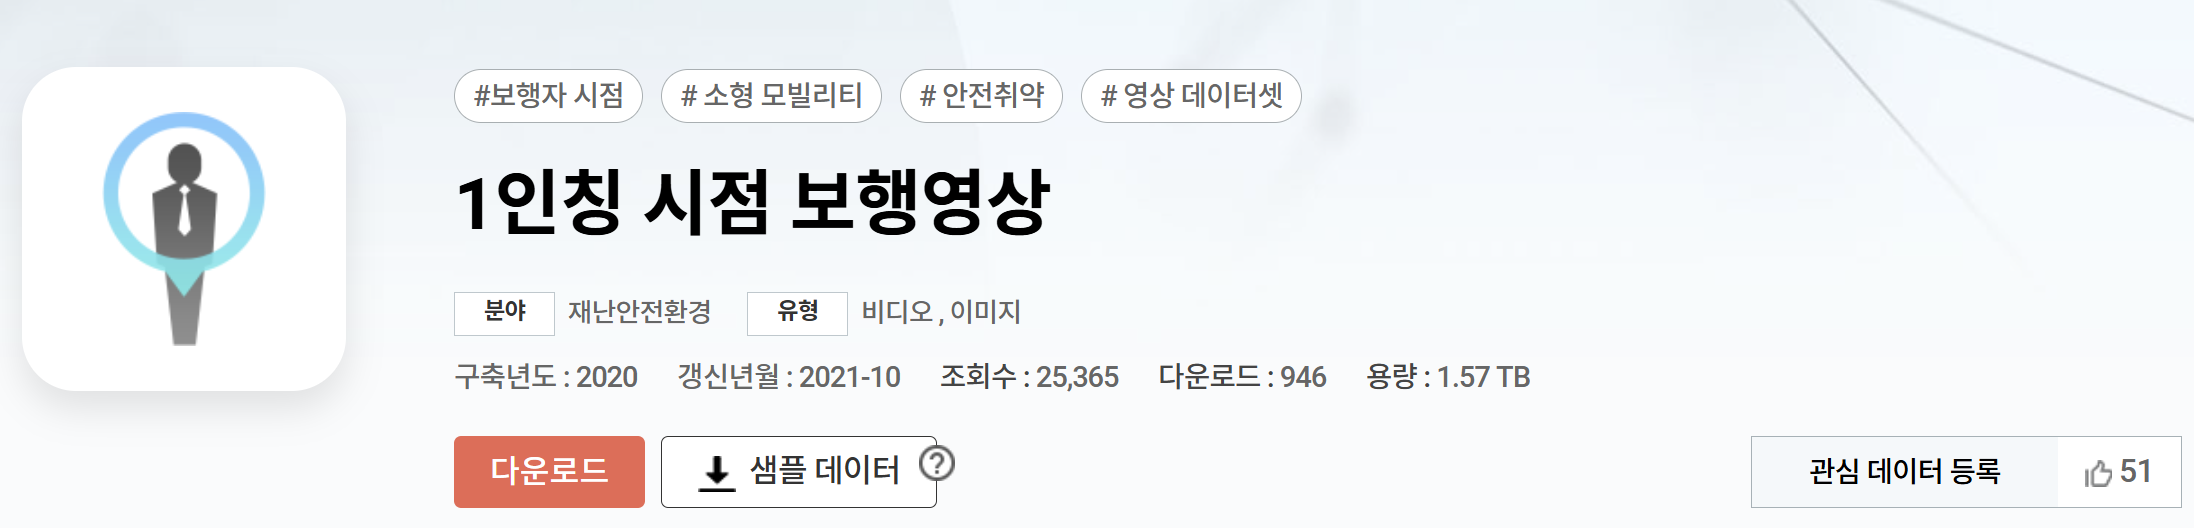 #보행자 시점 # 소형 모빌리티 # 안전취약 # 영상 데이터셋
1인칭 시점 보행영상
분야 재난안전환경 유형 비디오 , 이미지
구축년도 : 2020 갱신년월 : 2021-10 조회수 : 25,365 다운로드 : 946 용량 : 1.57 TB
다운로드 샘플 데이터 ? 관심 데이터 등록 51